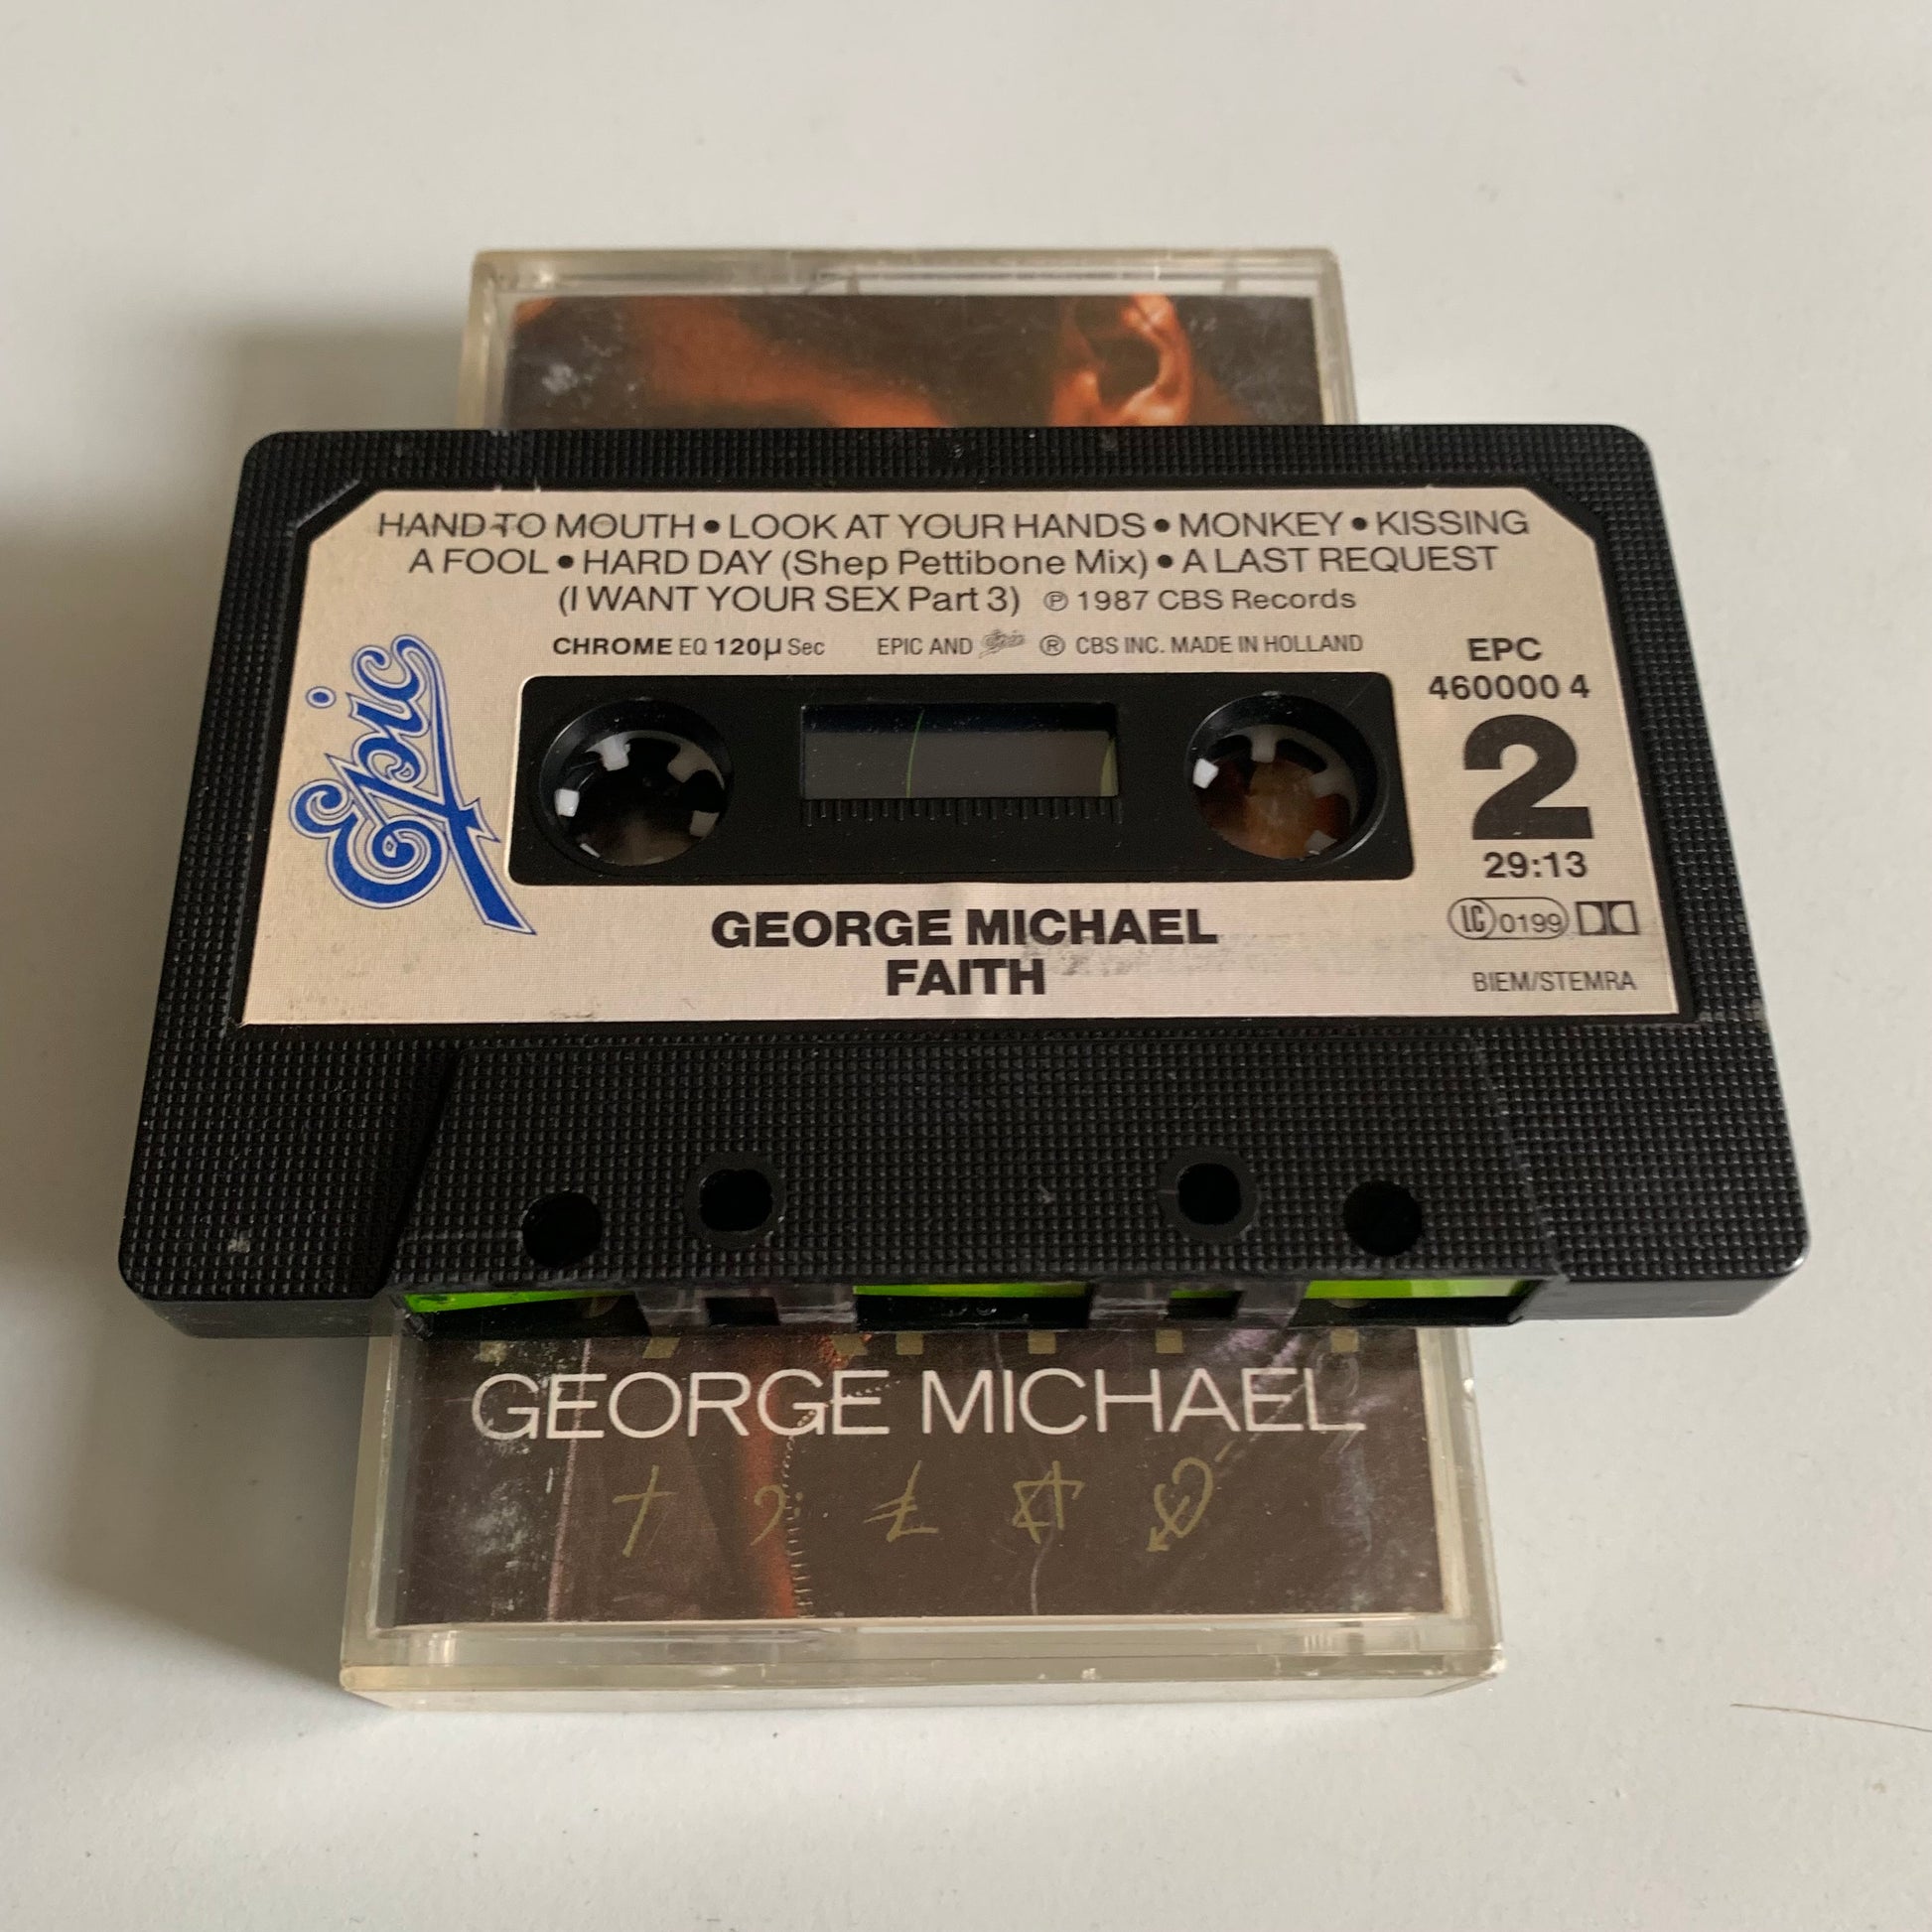 HAND TO MOUTH • LOOK AT YOUR HANDS • MONKEY • KISSING
A FOOL • HARD DAY (Shep Pettibone Mix) • A LAST REQUEST
(I WANT YOUR SEX Part 3) ℗ 1987 CBS Records
CHROME EQ 120µ Sec EPIC AND Epic ® CBS INC. MADE IN HOLLAND
EPC
460000 4
Epic
2
29:13
GEORGE MICHAEL
FAITH
LC 0199
BIEM/STEMRA
GEORGE MICHAEL